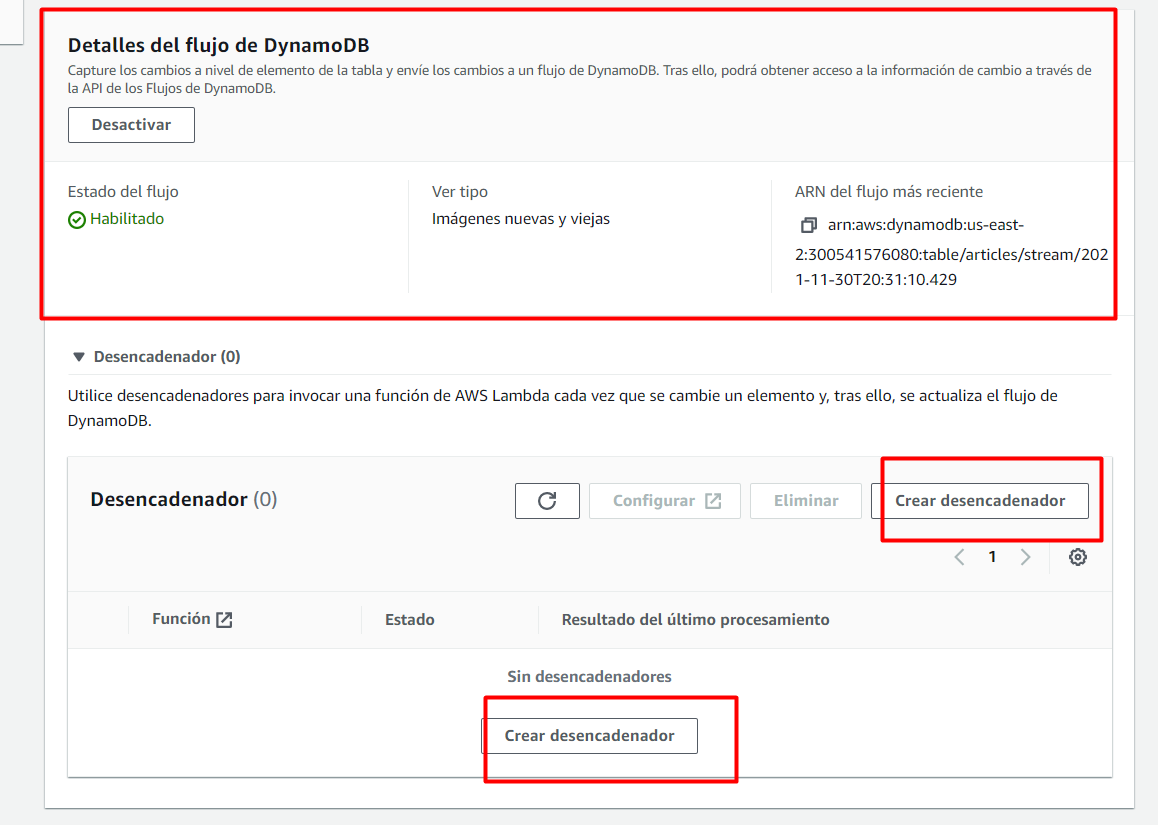 Detalles del flujo de DynamoDB
Capture los cambios a nivel de elemento de la tabla y envíe los cambios a un flujo de DynamoDB. Tras ello, podrá obtener acceso a la información de cambio a través de
la API de los Flujos de DynamoDB.
Desactivar
Estado del flujo
Habilitado
Ver tipo
Imágenes nuevas y viejas
ARN del flujo más reciente
arn:aws:dynamodb:us-east-
2:300541576080:table/articles/stream/202
1-11-30T20:31:10.429
Desencadenador (0)
Utilice desencadenadores para invocar una función de AWS Lambda cada vez que se cambie un elemento y, tras ello, se actualiza el flujo de
DynamoDB.
Desencadenador (0)
Configurar
Eliminar
Crear desencadenador
1
Función
Estado
Resultado del último procesamiento
Sin desencadenadores
Crear desencadenador